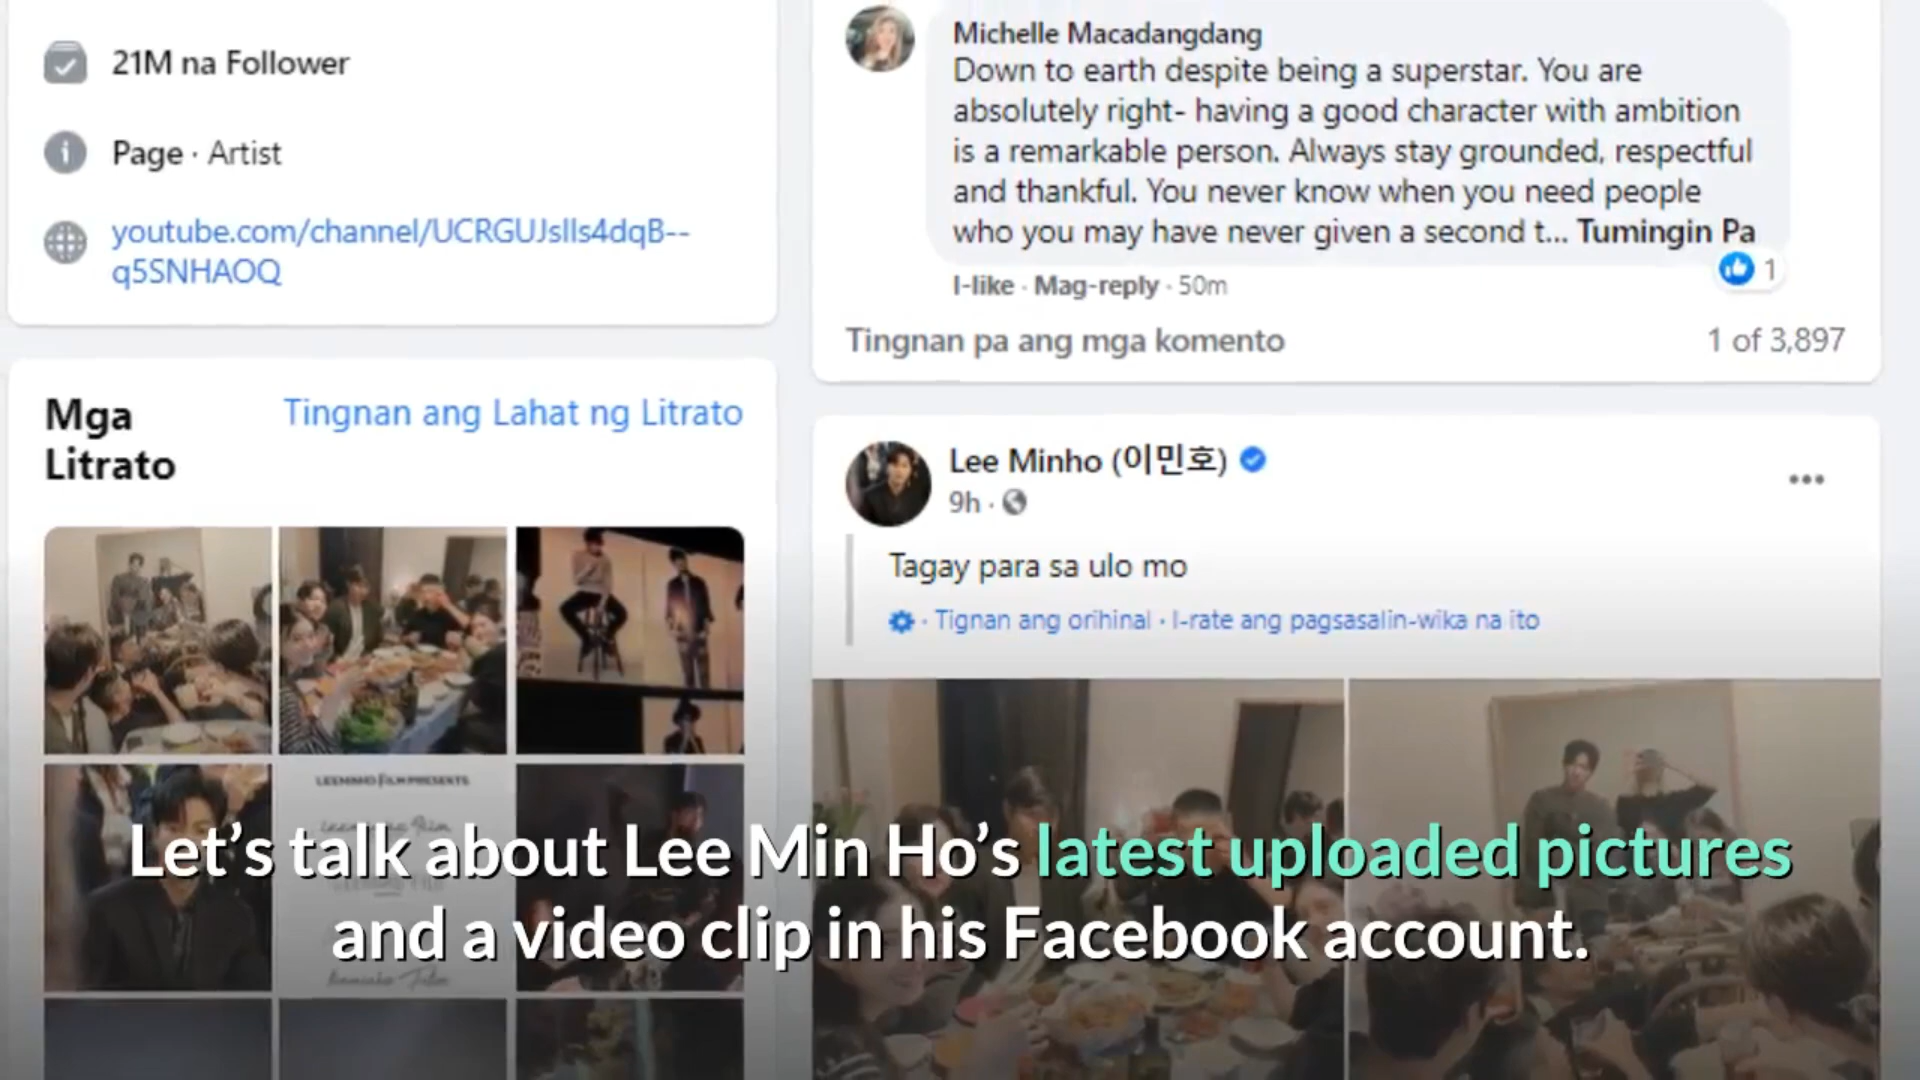 21M na Follower
Page · Artist
youtube.com/channel/UCRGUJslls4dqB--
q5SNHAOQ
Mga
Litrato
Tingnan ang Lahat ng Litrato
LEEMINHO FILM PRESENTS
Michelle Macadangdang
Down to earth despite being a superstar. You are
absolutely right- having a good character with ambition
is a remarkable person. Always stay grounded, respectful
and thankful. You never know when you need people
who you may have never given a second t... Tumingin Pa
1
I-like · Mag-reply · 50m
Tingnan pa ang mga komento
1 of 3,897
Lee Minho (이민호)
9h ·
Tagay para sa ulo mo
· Tignan ang orihinal · I-rate ang pagsasalin-wika na ito
Let's talk about Lee Min Ho's latest uploaded pictures
and a video clip in his Facebook account.